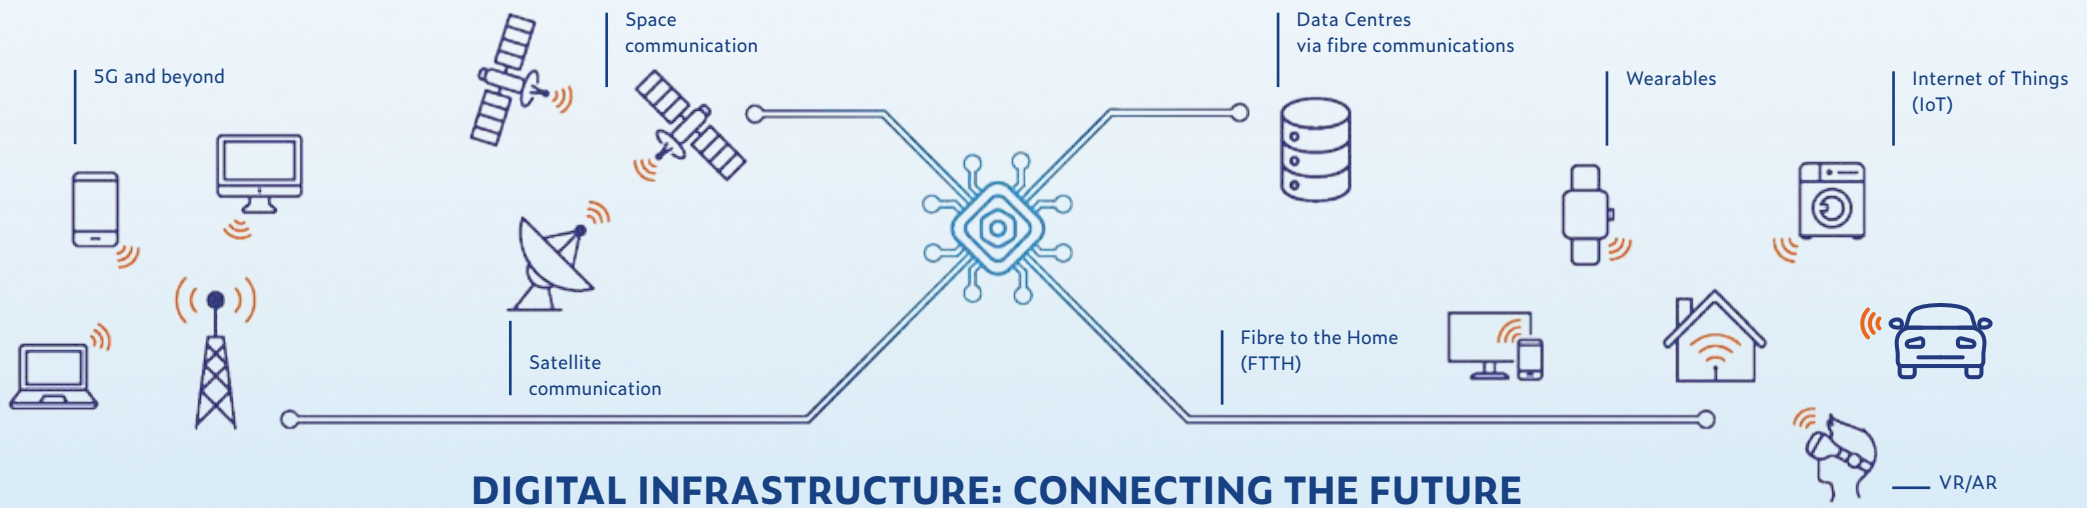 5G and beyond
Space
communication
Satellite
communication
Data Centres
via fibre communications
Wearables
Internet of Things
(IoT)
Fibre to the Home
(FTTH)
VR/AR
DIGITAL INFRASTRUCTURE: CONNECTING THE FUTURE